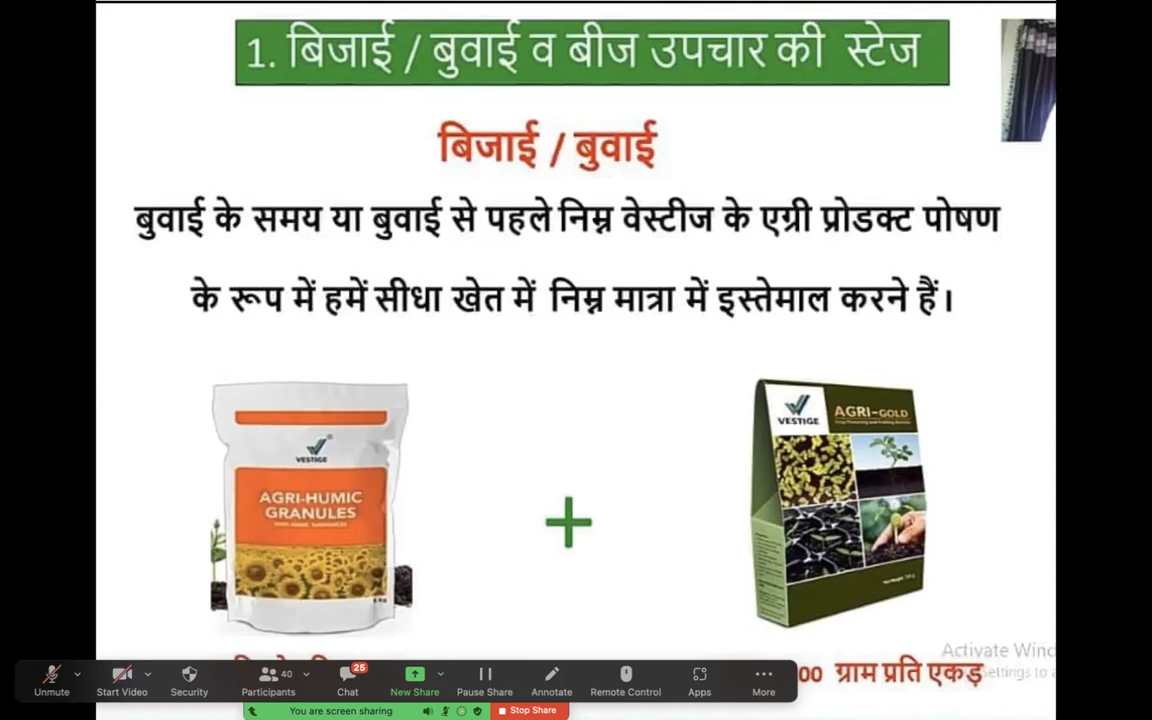 1. बिजाई / बुवाई व बीज उपचार की स्टेज
बिजाई / बुवाई
बुवाई के समय या बुवाई से पहले निम्न वेस्टीज के एग्री प्रोडक्ट पोषण
के रूप में हमें सीधा खेत में निम्न मात्रा में इस्तेमाल करने हैं।
VESTIGE
AGRI-HUMIC
GRANULES
+
VESTIGE
AGRI-GOLD
Activate Winc
00 ग्राम प्रति एकड़
Unmute
Start Video
Security
Participants
40
Chat
25
New Share
Pause Share
Annotate
Remote Control
Apps
More
You are screen sharing
Stop Share